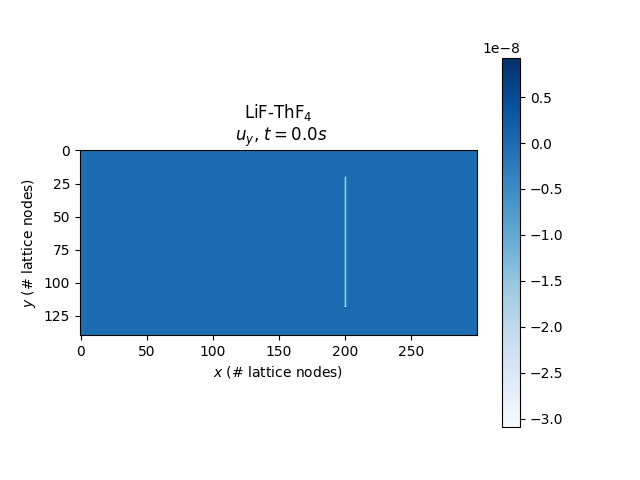 LiF-ThF₄
u_y, t = 0.0s
1e−8
0.5
0.0
−0.5
−1.0
−1.5
−2.0
−2.5
−3.0
y (# lattice nodes)
0
25
50
75
100
125
0 50 100 150 200 250
x (# lattice nodes)